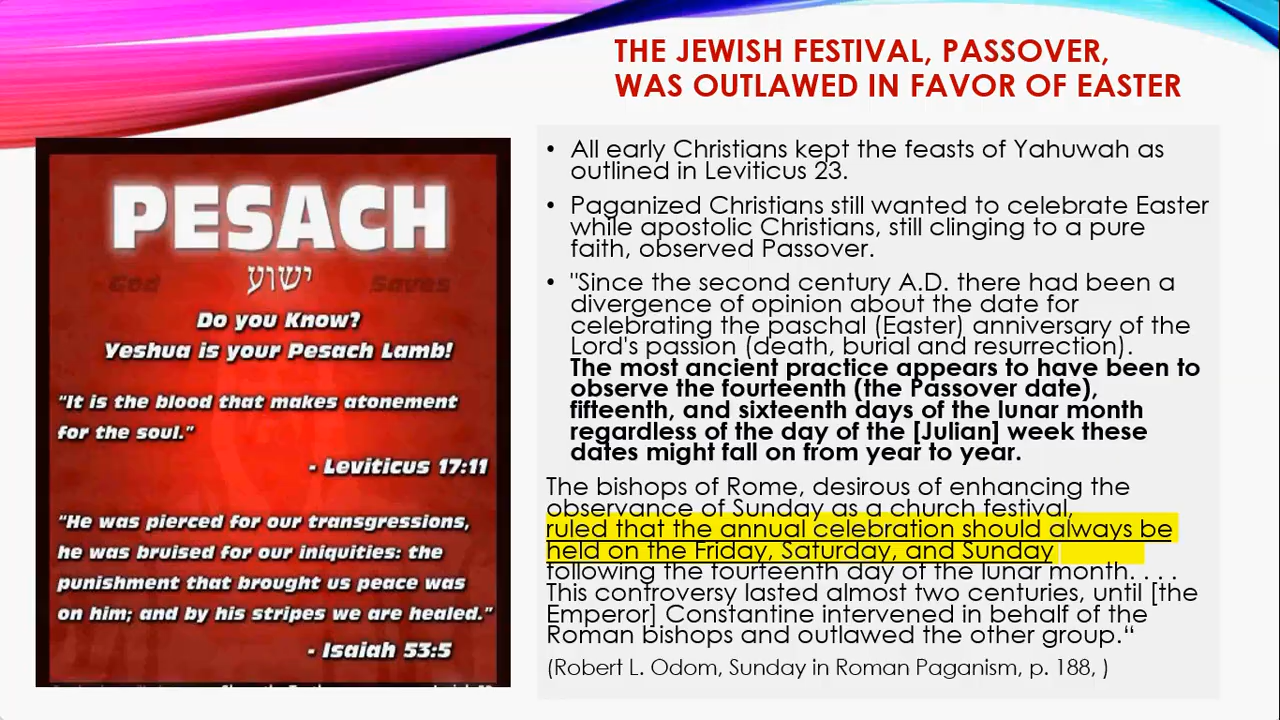 THE JEWISH FESTIVAL, PASSOVER,
WAS OUTLAWED IN FAVOR OF EASTER
PESACH
God ישוע Saves
Do you Know?
Yeshua is your Pesach Lamb!
"It is the blood that makes atonement
for the soul."
- Leviticus 17:11
"He was pierced for our transgressions,
he was bruised for our iniquities: the
punishment that brought us peace was
on him; and by his stripes we are healed."
- Isaiah 53:5
• All early Christians kept the feasts of Yahuwah as
outlined in Leviticus 23.
• Paganized Christians still wanted to celebrate Easter
while apostolic Christians, still clinging to a pure
faith, observed Passover.
• "Since the second century A.D. there had been a
divergence of opinion about the date for
celebrating the paschal (Easter) anniversary of the
Lord's passion (death, burial and resurrection).
The most ancient practice appears to have been to
observe the fourteenth (the Passover date),
fifteenth, and sixteenth days of the lunar month
regardless of the day of the [Julian] week these
dates might fall on from year to year.
The bishops of Rome, desirous of enhancing the
observance of Sunday as a church festival,
ruled that the annual celebration should always be
held on the Friday, Saturday, and Sunday
following the fourteenth day of the lunar month. . . .
This controversy lasted almost two centuries, until [the
Emperor] Constantine intervened in behalf of the
Roman bishops and outlawed the other group.“
(Robert L. Odom, Sunday in Roman Paganism, p. 188, )